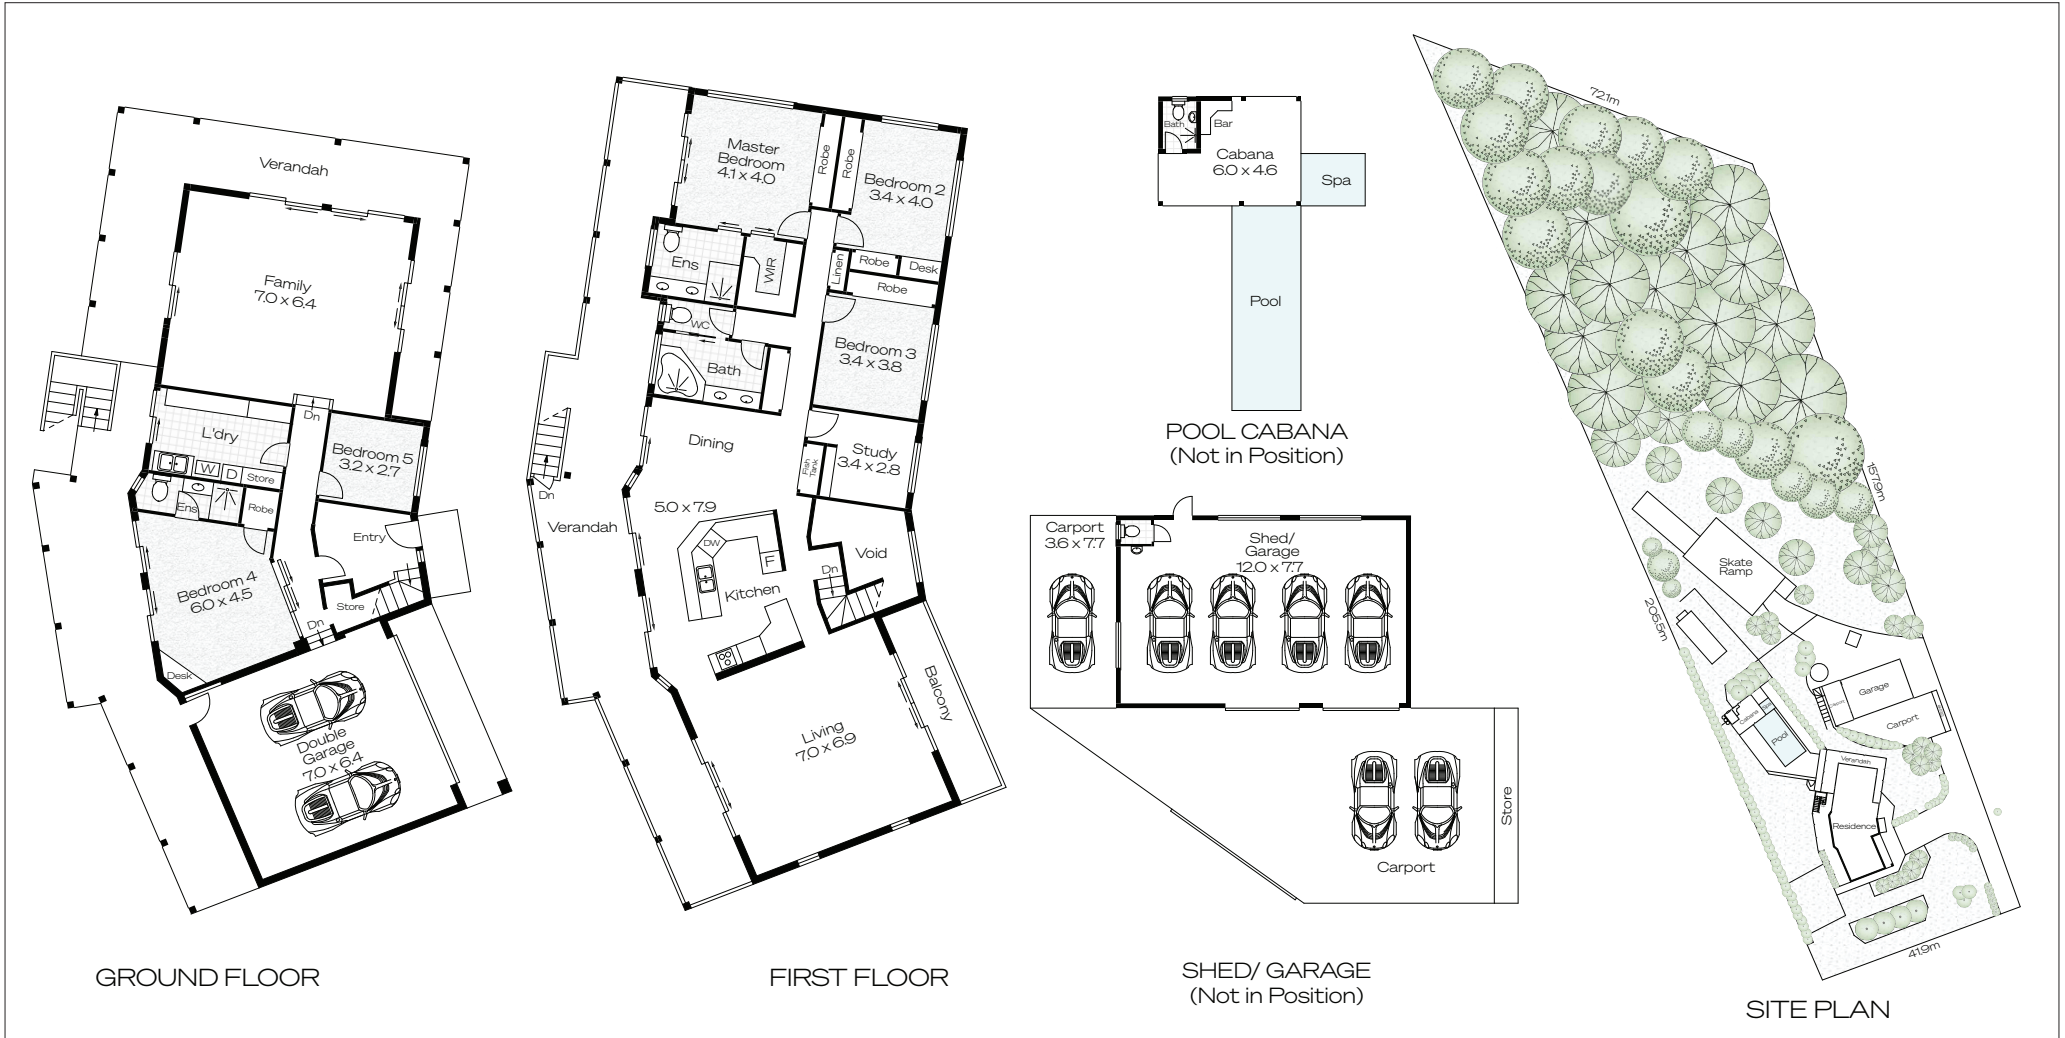 Verandah
Family
7.0 x 6.4
Dn
L'dry
W
D
Store
Bedroom 5
3.2 x 2.7
Ens
Robe
Entry
Bedroom 4
6.0 x 4.5
Store
Dn
Desk
Double
Garage
7.0 x 6.4
GROUND FLOOR
Master
Bedroom
4.1 x 4.0
Robe
Robe
Bedroom 2
3.4 x 4.0
Ens
WIR
Linen
Robe
Desk
Robe
WC
Bath
Bedroom 3
3.4 x 3.8
Dining
Study
3.4 x 2.8
Fish
Tank
Dn
Verandah
5.0 x 7.9
DW
F
Void
Dn
Kitchen
Living
7.0 x 6.9
Balcony
FIRST FLOOR
Bath
Bar
Cabana
6.0 x 4.6
Spa
Pool
POOL CABANA
(Not in Position)
Carport
3.6 x 7.7
Shed/
Garage
12.0 x 7.7
Store
Carport
SHED/ GARAGE
(Not in Position)
72.1m
157.9m
205.5m
41.9m
Skate
Ramp
Garage
Carport
Cabana
Pool
Verandah
Residence
SITE PLAN